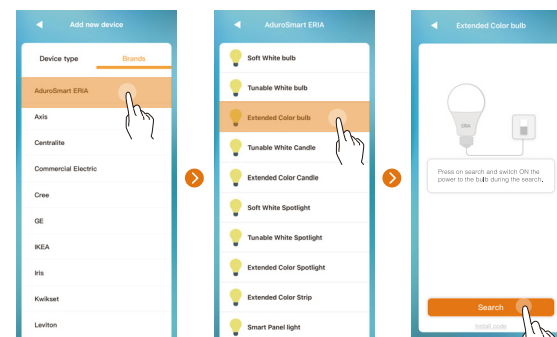 Add new device
Device type
Brands
AduroSmart ERIA
Axis
Centralite
Commercial Electric
Cree
GE
IKEA
Iris
Kwikset
Leviton
AduroSmart ERIA
Soft White bulb
Tunable White bulb
Extended Color bulb
Tunable White Candle
Extended Color Candle
Soft White Spotlight
Tunable White Spotlight
Extended Color Spotlight
Extended Color Strip
Smart Panel light
Extended Color bulb
Press on search and switch ON the
power to the bulb during the search.
Search
Install code